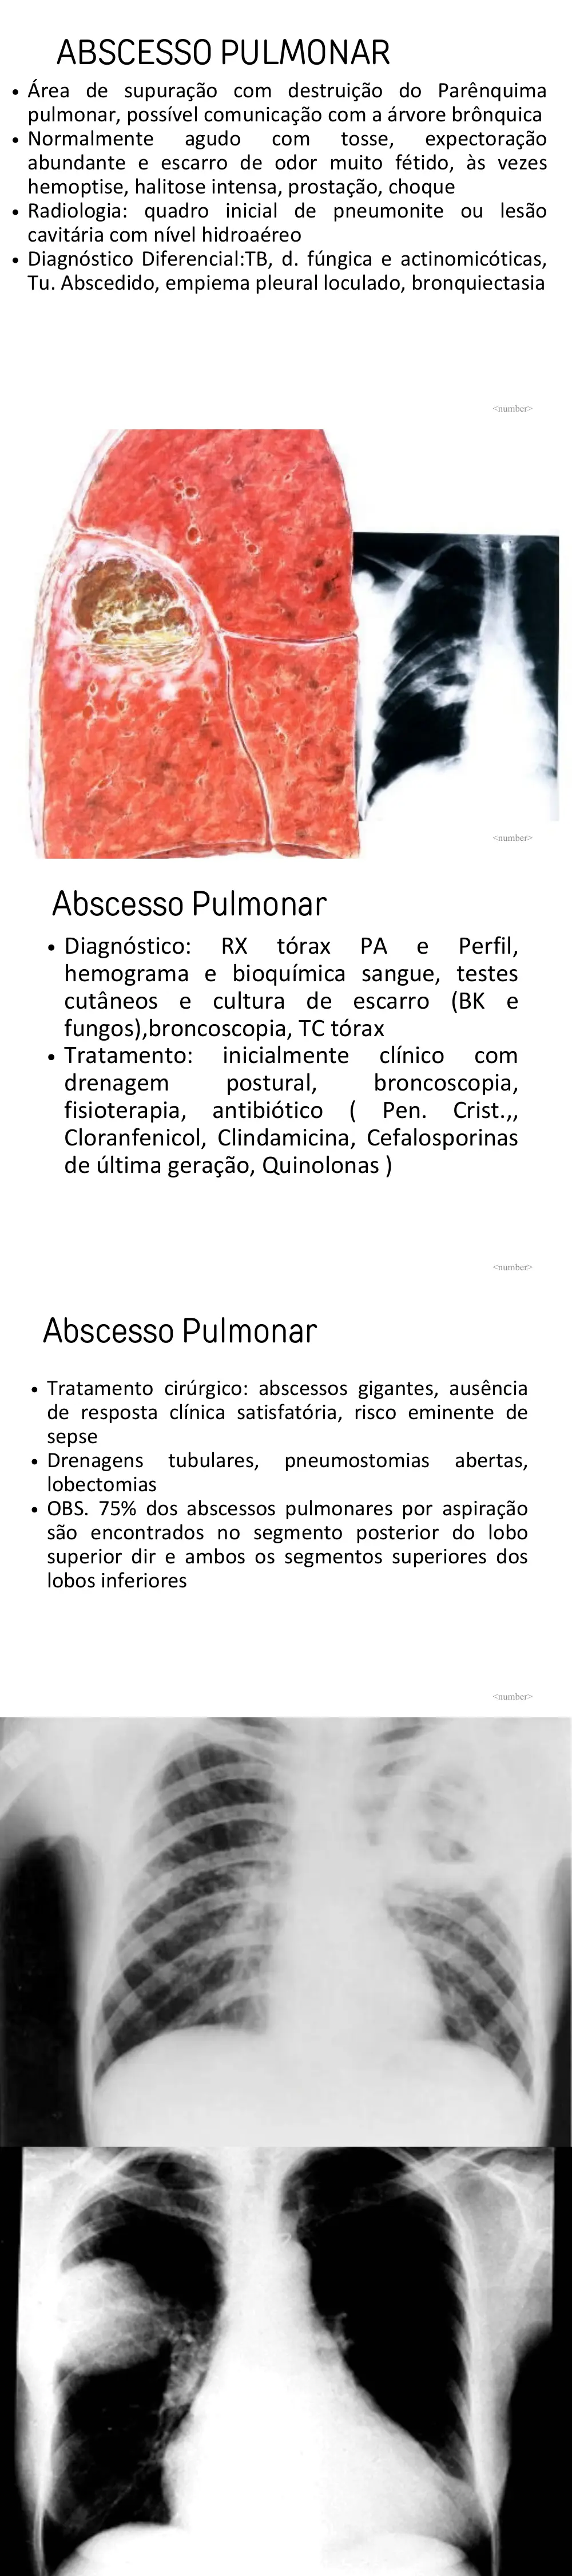 ABSCESSO PULMONAR
• Área de supuração com destruição do Parênquima
pulmonar, possível comunicação com a árvore brônquica
• Normalmente agudo com tosse, expectoração
abundante e escarro de odor muito fétido, às vezes
hemoptise, halitose intensa, prostação, choque
• Radiologia: quadro inicial de pneumonite ou lesão
cavitária com nível hidroaéreo
• Diagnóstico Diferencial:TB, d. fúngica e actinomicóticas,
Tu. Abscedido, empiema pleural loculado, bronquiectasia
<number>
<number>
Abscesso Pulmonar
• Diagnóstico: RX tórax PA e Perfil,
hemograma e bioquímica sangue, testes
cutâneos e cultura de escarro (BK e
fungos),broncoscopia, TC tórax
• Tratamento: inicialmente clínico com
drenagem postural, broncoscopia,
fisioterapia, antibiótico ( Pen. Crist.,,
Cloranfenicol, Clindamicina, Cefalosporinas
de última geração, Quinolonas )
<number>
Abscesso Pulmonar
• Tratamento cirúrgico: abscessos gigantes, ausência
de resposta clínica satisfatória, risco eminente de
sepse
• Drenagens tubulares, pneumostomias abertas,
lobectomias
• OBS. 75% dos abscessos pulmonares por aspiração
são encontrados no segmento posterior do lobo
superior dir e ambos os segmentos superiores dos
lobos inferiores
<number>